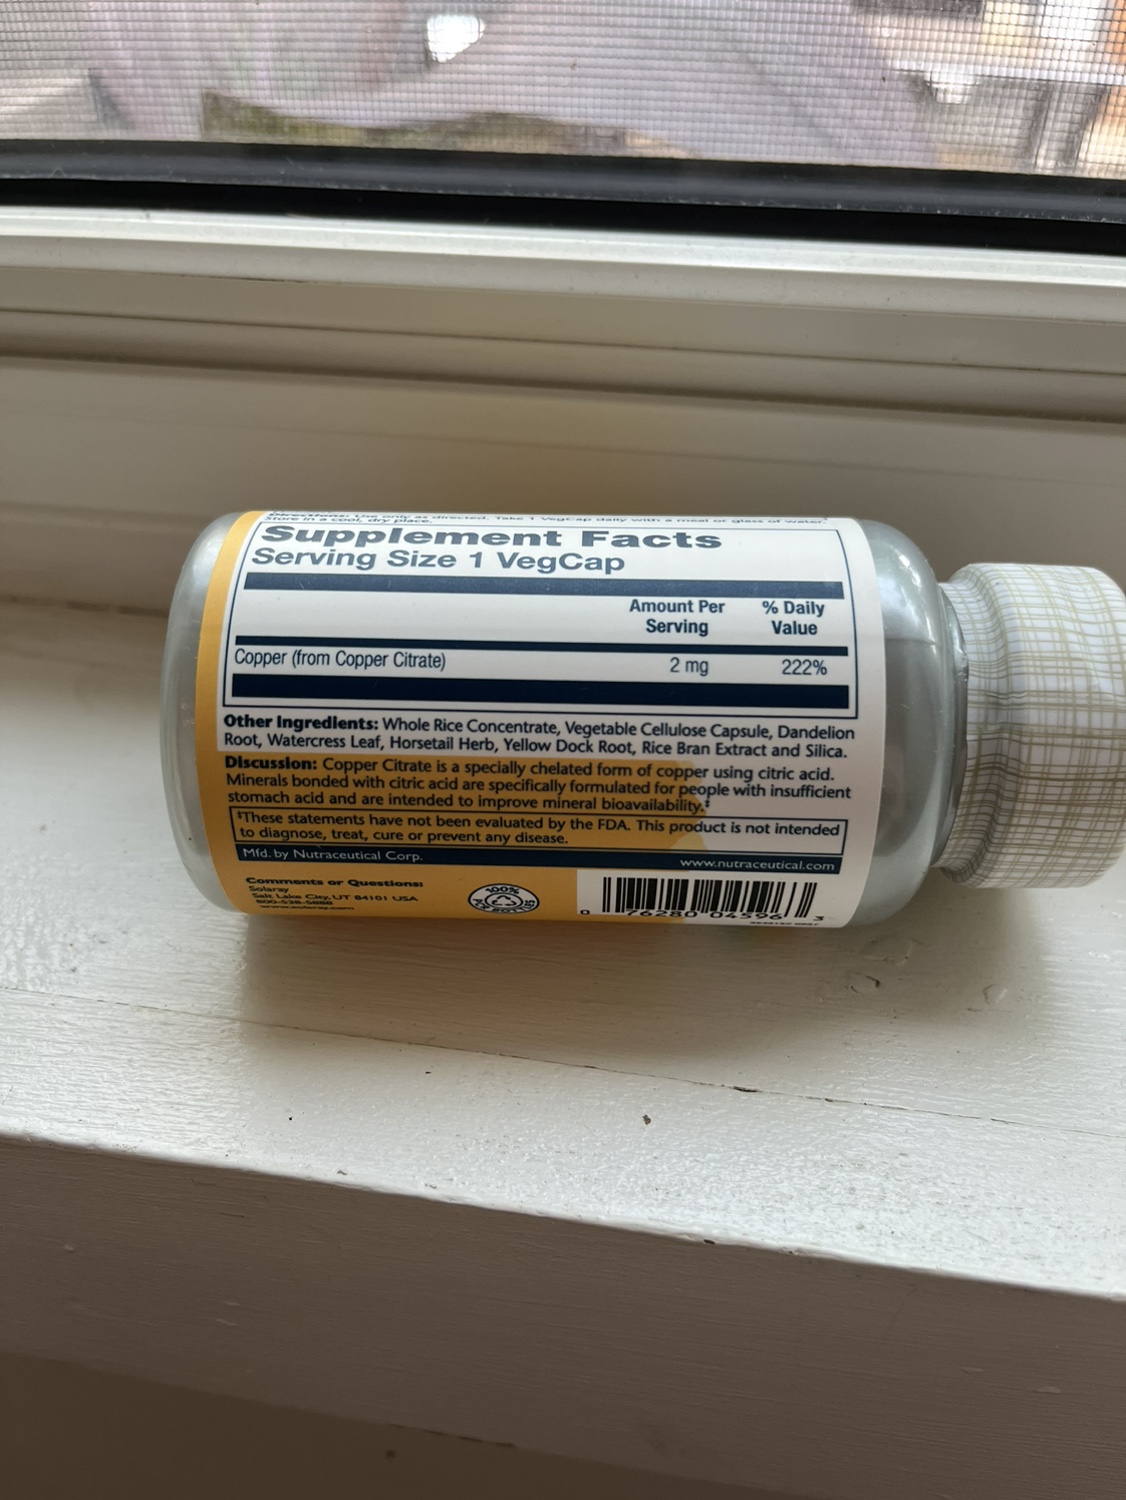 Directions: Use only as directed. Take 1 VegCap daily with a meal or glass of water.
Store in a cool, dry place.
Supplement Facts
Serving Size 1 VegCap
Amount Per Serving % Daily Value
Copper (from Copper Citrate) 2 mg 222%
Other Ingredients: Whole Rice Concentrate, Vegetable Cellulose Capsule, Dandelion
Root, Watercress Leaf, Horsetail Herb, Yellow Dock Root, Rice Bran Extract and Silica.
Discussion: Copper Citrate is a specially chelated form of copper using citric acid.
Minerals bonded with citric acid are specifically formulated for people with insufficient
stomach acid and are intended to improve mineral bioavailability.‡
‡These statements have not been evaluated by the FDA. This product is not intended
to diagnose, treat, cure or prevent any disease.
Mfd. by Nutraceutical Corp. www.nutraceutical.com
Comments or Questions:
Solaray
Salt Lake City, UT 84101 USA
800-538-5888
www.solaray.com
100%
0 76280 04596 3